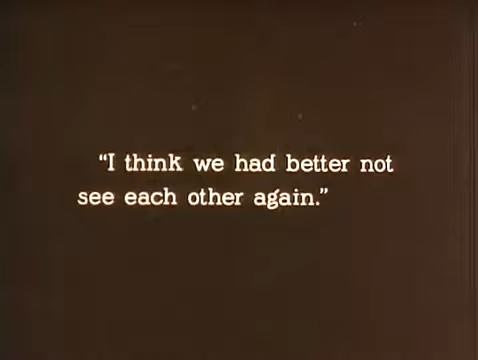 “I think we had better not
see each other again.”